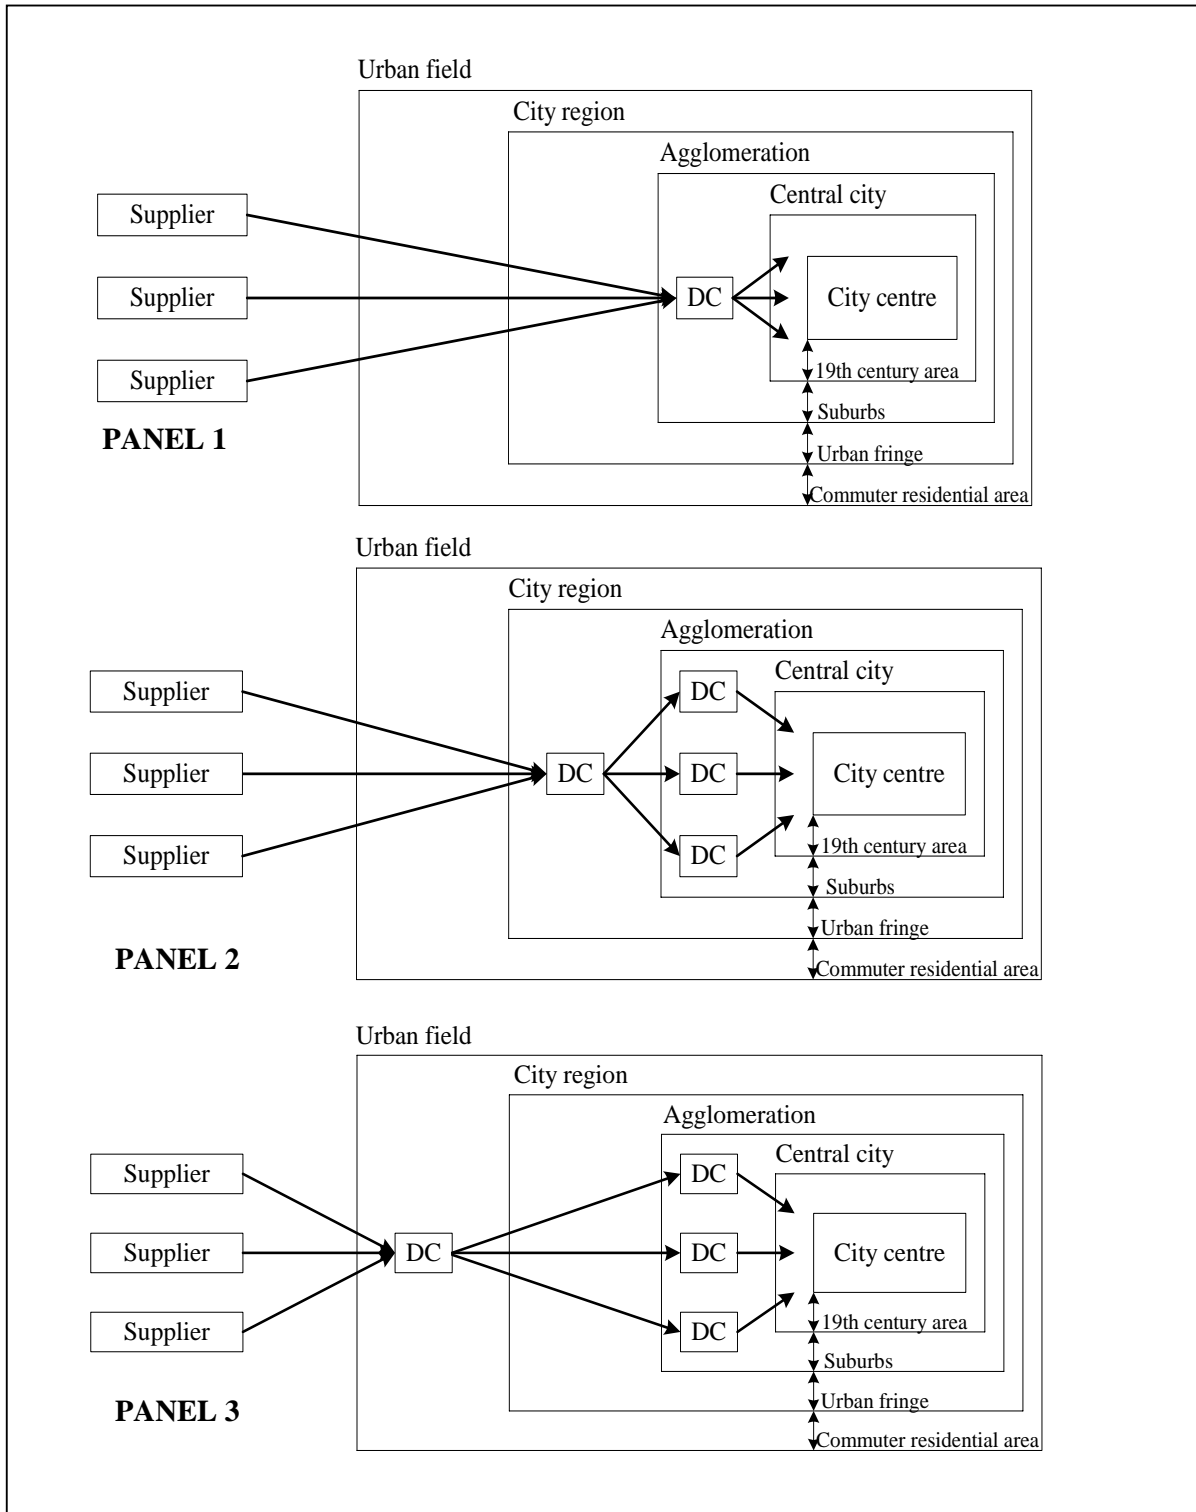 Urban field
City region
Agglomeration
Central city
Supplier
Supplier
DC
City centre
Supplier
19th century area
Suburbs
PANEL 1
Urban fringe
Commuter residential area
Urban field
City region
Agglomeration
Central city
Supplier
DC
Supplier
DC
DC
City centre
Supplier
DC
19th century area
Suburbs
Urban fringe
PANEL 2
Commuter residential area
Urban field
City region
Agglomeration
Central city
Supplier
DC
Supplier
DC
DC
City centre
Supplier
DC
19th century area
Suburbs
Urban fringe
PANEL 3
Commuter residential area